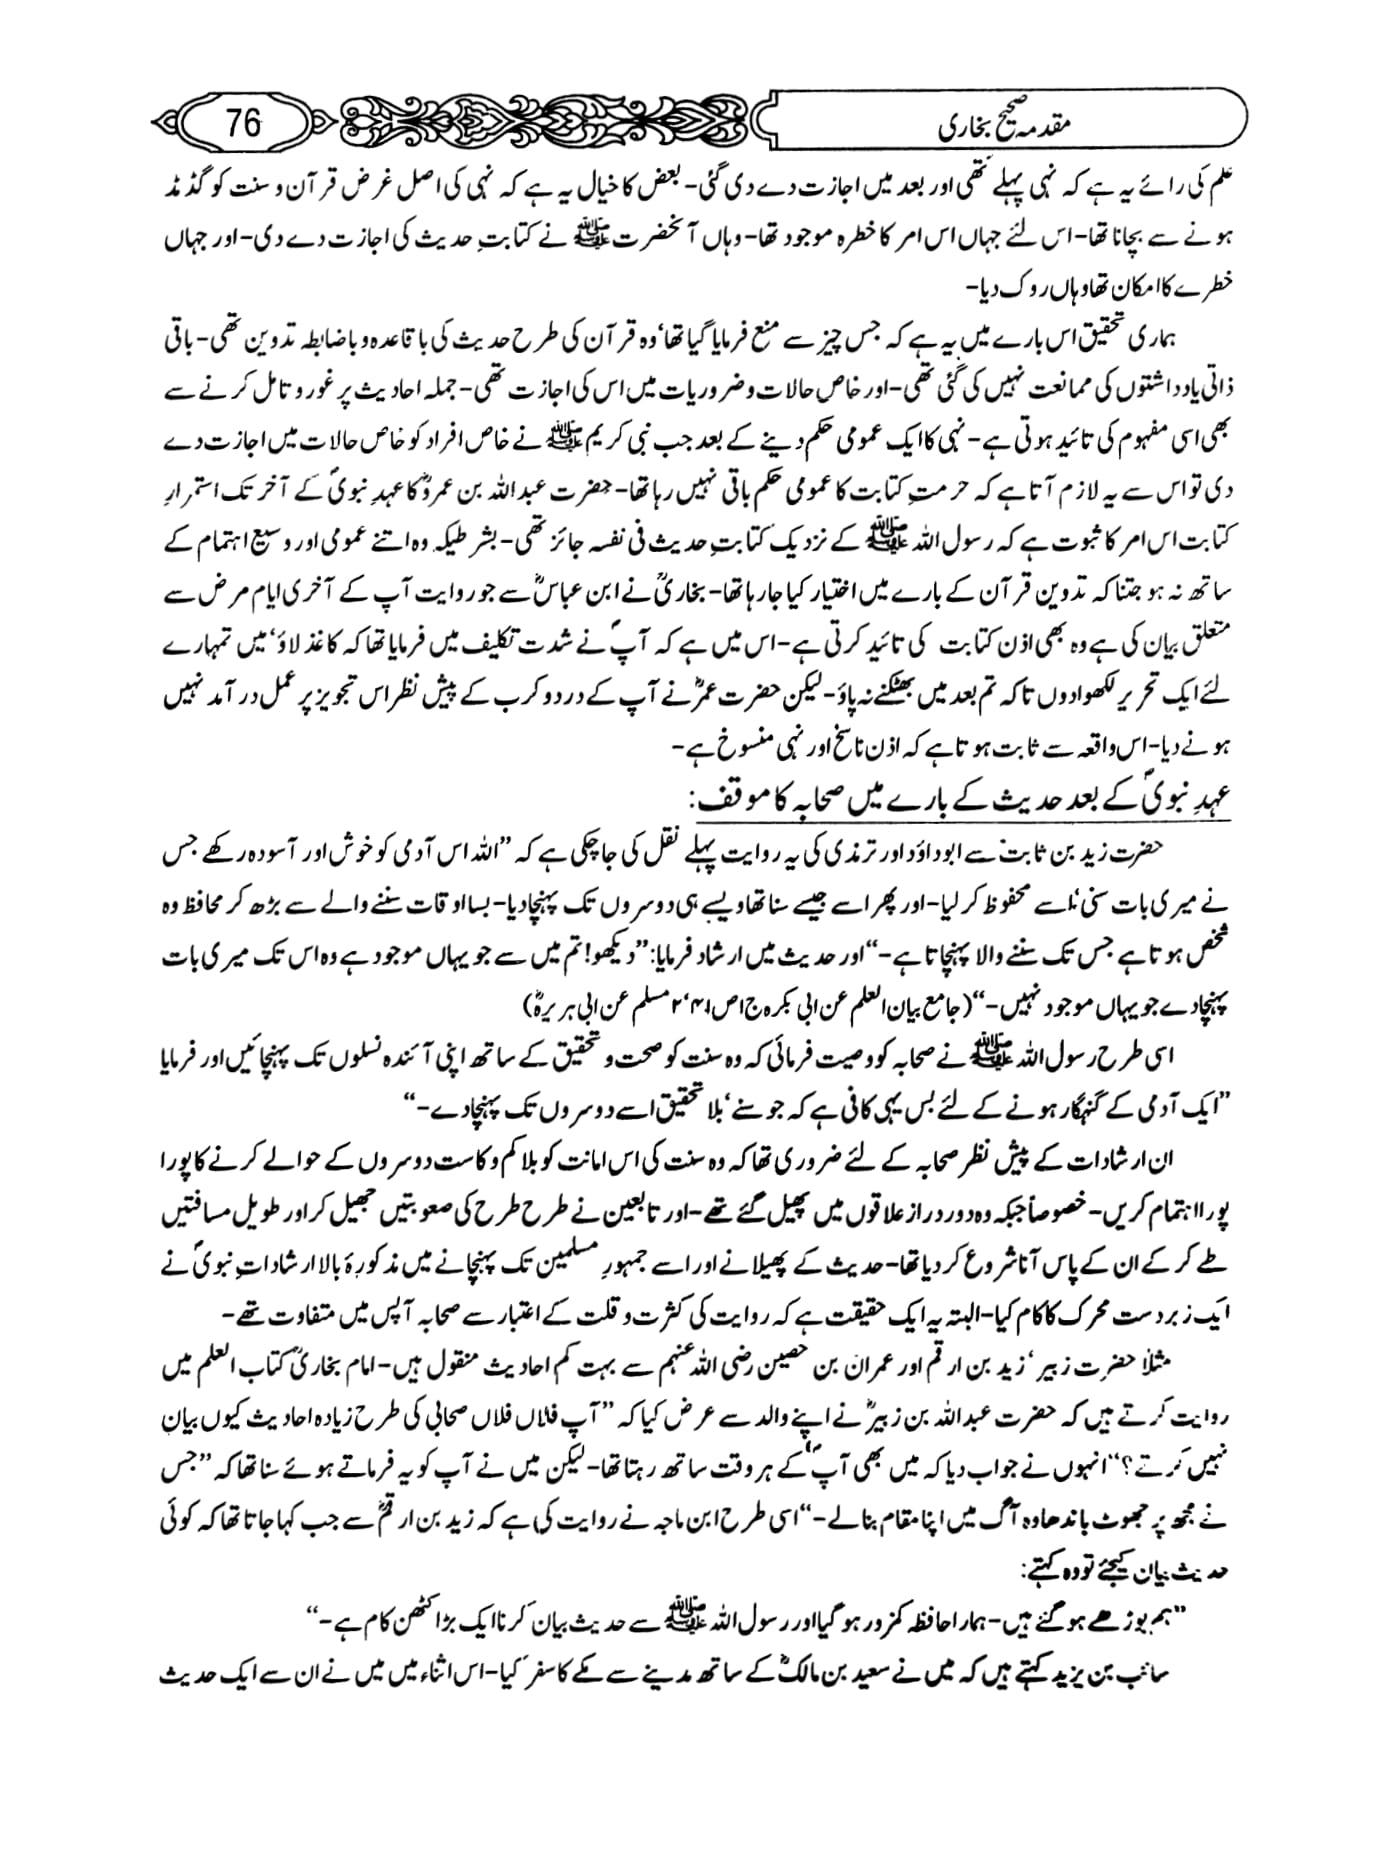 مقدمہ صحیح بخاری
76
علم کی رائے یہ ہے کہ نہی پہلے تھی اور بعد میں اجازت دے دی گئی۔ بعض کا خیال یہ ہے کہ نہی کی اصل غرض قرآن و سنت کو گڈ مڈ
ہونے سے بچانا تھا۔ اس لئے جہاں اس امر کا خطرہ موجود تھا۔ وہاں آنحضرت ﷺ نے کتابتِ حدیث کی اجازت دے دی۔ اور جہاں
خطرے کا امکان تھا وہاں روک دیا۔
ہماری تحقیق اس بارے میں یہ ہے کہ جس چیز سے منع فرمایا گیا تھا' وہ قرآن کی طرح حدیث کی باقاعدہ و باضابطہ تدوین تھی۔ باقی
ذاتی یادداشتوں کی ممانعت نہیں کی گئی تھی۔ اور خاص حالات و ضروریات میں اس کی اجازت تھی۔ جملہ احادیث پر غور و تامل کرنے سے
بھی اسی مفہوم کی تائید ہوتی ہے۔ نہی کا ایک عمومی حکم دینے کے بعد جب نبی کریم ﷺ نے خاص افراد کو خاص حالات میں اجازت دے
دی تو اس سے یہ لازم آتا ہے کہ حرمتِ کتابت کا عمومی حکم باقی نہیں رہا تھا۔ حضرت عبداللہ بن عمروؓ کا عہدِ نبویؐ کے آخر تک استمرارِ
کتابت اس امر کا ثبوت ہے کہ رسول اللہ ﷺ کے نزدیک کتابتِ حدیث فی نفسہ جائز تھی۔ بشرطیکہ وہ اتنے عمومی اور وسیع اہتمام کے
ساتھ نہ ہو جتنا کہ تدوین قرآن کے بارے میں اختیار کیا جارہا تھا۔ بخاریؒ نے ابن عباسؓ سے جو روایت آپ کے آخری ایام مرض سے
متعلق بیان کی ہے وہ بھی اذن کتابت کی تائید کرتی ہے۔ اس میں ہے کہ آپؐ نے شدت تکلیف میں فرمایا تھا کہ کاغذ لاؤ' میں تمہارے
لئے ایک تحریر لکھوا دوں تاکہ تم بعد میں بھٹکنے نہ پاؤ۔ لیکن حضرت عمرؓ نے آپ کے درد و کرب کے پیش نظر اس تجویز پر عمل در آمد نہیں
ہونے دیا۔ اس واقعہ سے ثابت ہوتا ہے کہ اذن ناسخ اور نہی منسوخ ہے۔
عہدِ نبویؐ کے بعد حدیث کے بارے میں صحابہ کا موقف:
حضرت زید بن ثابتؓ سے ابوداؤد اور ترمذی کی یہ روایت پہلے نقل کی جاچکی ہے کہ ”اللہ اس آدمی کو خوش اور آسودہ رکھے جس
نے میری بات سنی' اسے محفوظ کر لیا۔ اور پھر اسے جیسے سنا تھا ویسے ہی دوسروں تک پہنچا دیا۔ بسا اوقات سننے والے سے بڑھ کر محافظ وہ
شخص ہوتا ہے جس تک سننے والا پہنچاتا ہے۔“ اور حدیث میں ارشاد فرمایا: ”دیکھو! تم میں سے جو یہاں موجود ہے وہ اس تک میری بات
پہنچا دے جو یہاں موجود نہیں۔“ (جامع بیان العلم عن ابی بکرہ ج۱ ص۴۱' ۲ مسلم عن ابی ہریرہؓ)
اسی طرح رسول اللہ ﷺ نے صحابہ کو وصیت فرمائی کہ وہ سنت کو صحت و تحقیق کے ساتھ اپنی آئندہ نسلوں تک پہنچائیں اور فرمایا
”ایک آدمی کے گنہگار ہونے کے لئے بس یہی کافی ہے کہ جو سنے' بلا تحقیق اسے دوسروں تک پہنچا دے۔“
ان ارشادات کے پیش نظر صحابہ کے لئے ضروری تھا کہ وہ سنت کی اس امانت کو بلا کم و کاست دوسروں کے حوالے کرنے کا پورا
پورا اہتمام کریں۔ خصوصاً جبکہ وہ دور دراز علاقوں میں پھیل گئے تھے۔ اور تابعین نے طرح طرح کی صعوبتیں جھیل کر اور طویل مسافتیں
طے کر کے ان کے پاس آنا شروع کر دیا تھا۔ حدیث کے پھیلانے اور اسے جمہورِ مسلمین تک پہنچانے میں مذکورۂ بالا ارشاداتِ نبویؐ نے
ایک زبردست محرک کا کام کیا۔ البتہ یہ ایک حقیقت ہے کہ روایت کی کثرت و قلت کے اعتبار سے صحابہ آپس میں متفاوت تھے۔
مثلاً حضرت زبیر' زید بن ارقم اور عمران بن حصین رضی اللہ عنہم سے بہت کم احادیث منقول ہیں۔ امام بخاریؒ کتاب العلم میں
روایت کرتے ہیں کہ حضرت عبداللہ بن زبیرؓ نے اپنے والد سے عرض کیا کہ ”آپ فلاں فلاں صحابی کی طرح زیادہ احادیث کیوں بیان
نہیں کرتے؟“ انہوں نے جواب دیا کہ میں بھی آپؐ کے ہر وقت ساتھ رہتا تھا۔ لیکن میں نے آپ کو یہ فرماتے ہوئے سنا تھا کہ ”جس
نے مجھ پر جھوٹ باندھا وہ آگ میں اپنا مقام بنا لے۔“ اسی طرح ابن ماجہ نے روایت کی ہے کہ زید بن ارقمؓ سے جب کہا جاتا تھا کہ کوئی
حدیث بیان کیجئے تو وہ کہتے:
”ہم بوڑھے ہو گئے ہیں۔ ہمارا حافظہ کمزور ہو گیا اور رسول اللہ ﷺ سے حدیث بیان کرنا ایک بڑا کٹھن کام ہے۔“
سائب بن یزید کہتے ہیں کہ میں نے سعید بن مالکؓ کے ساتھ مدینے سے مکے کا سفر کیا۔ اس اثناء میں میں نے ان سے ایک حدیث